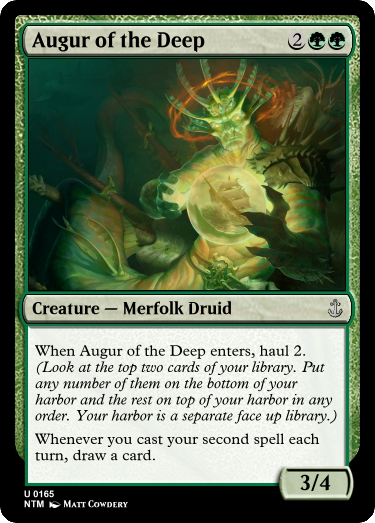 Augur of the Deep 2
Creature — Merfolk Druid
When Augur of the Deep enters, haul 2.
(Look at the top two cards of your library. Put
any number of them on the bottom of your
harbor and the rest on top of your harbor in any
order. Your harbor is a separate face up library.)
Whenever you cast your second spell each
turn, draw a card.
3/4
U 0165
NTM Matt Cowdery